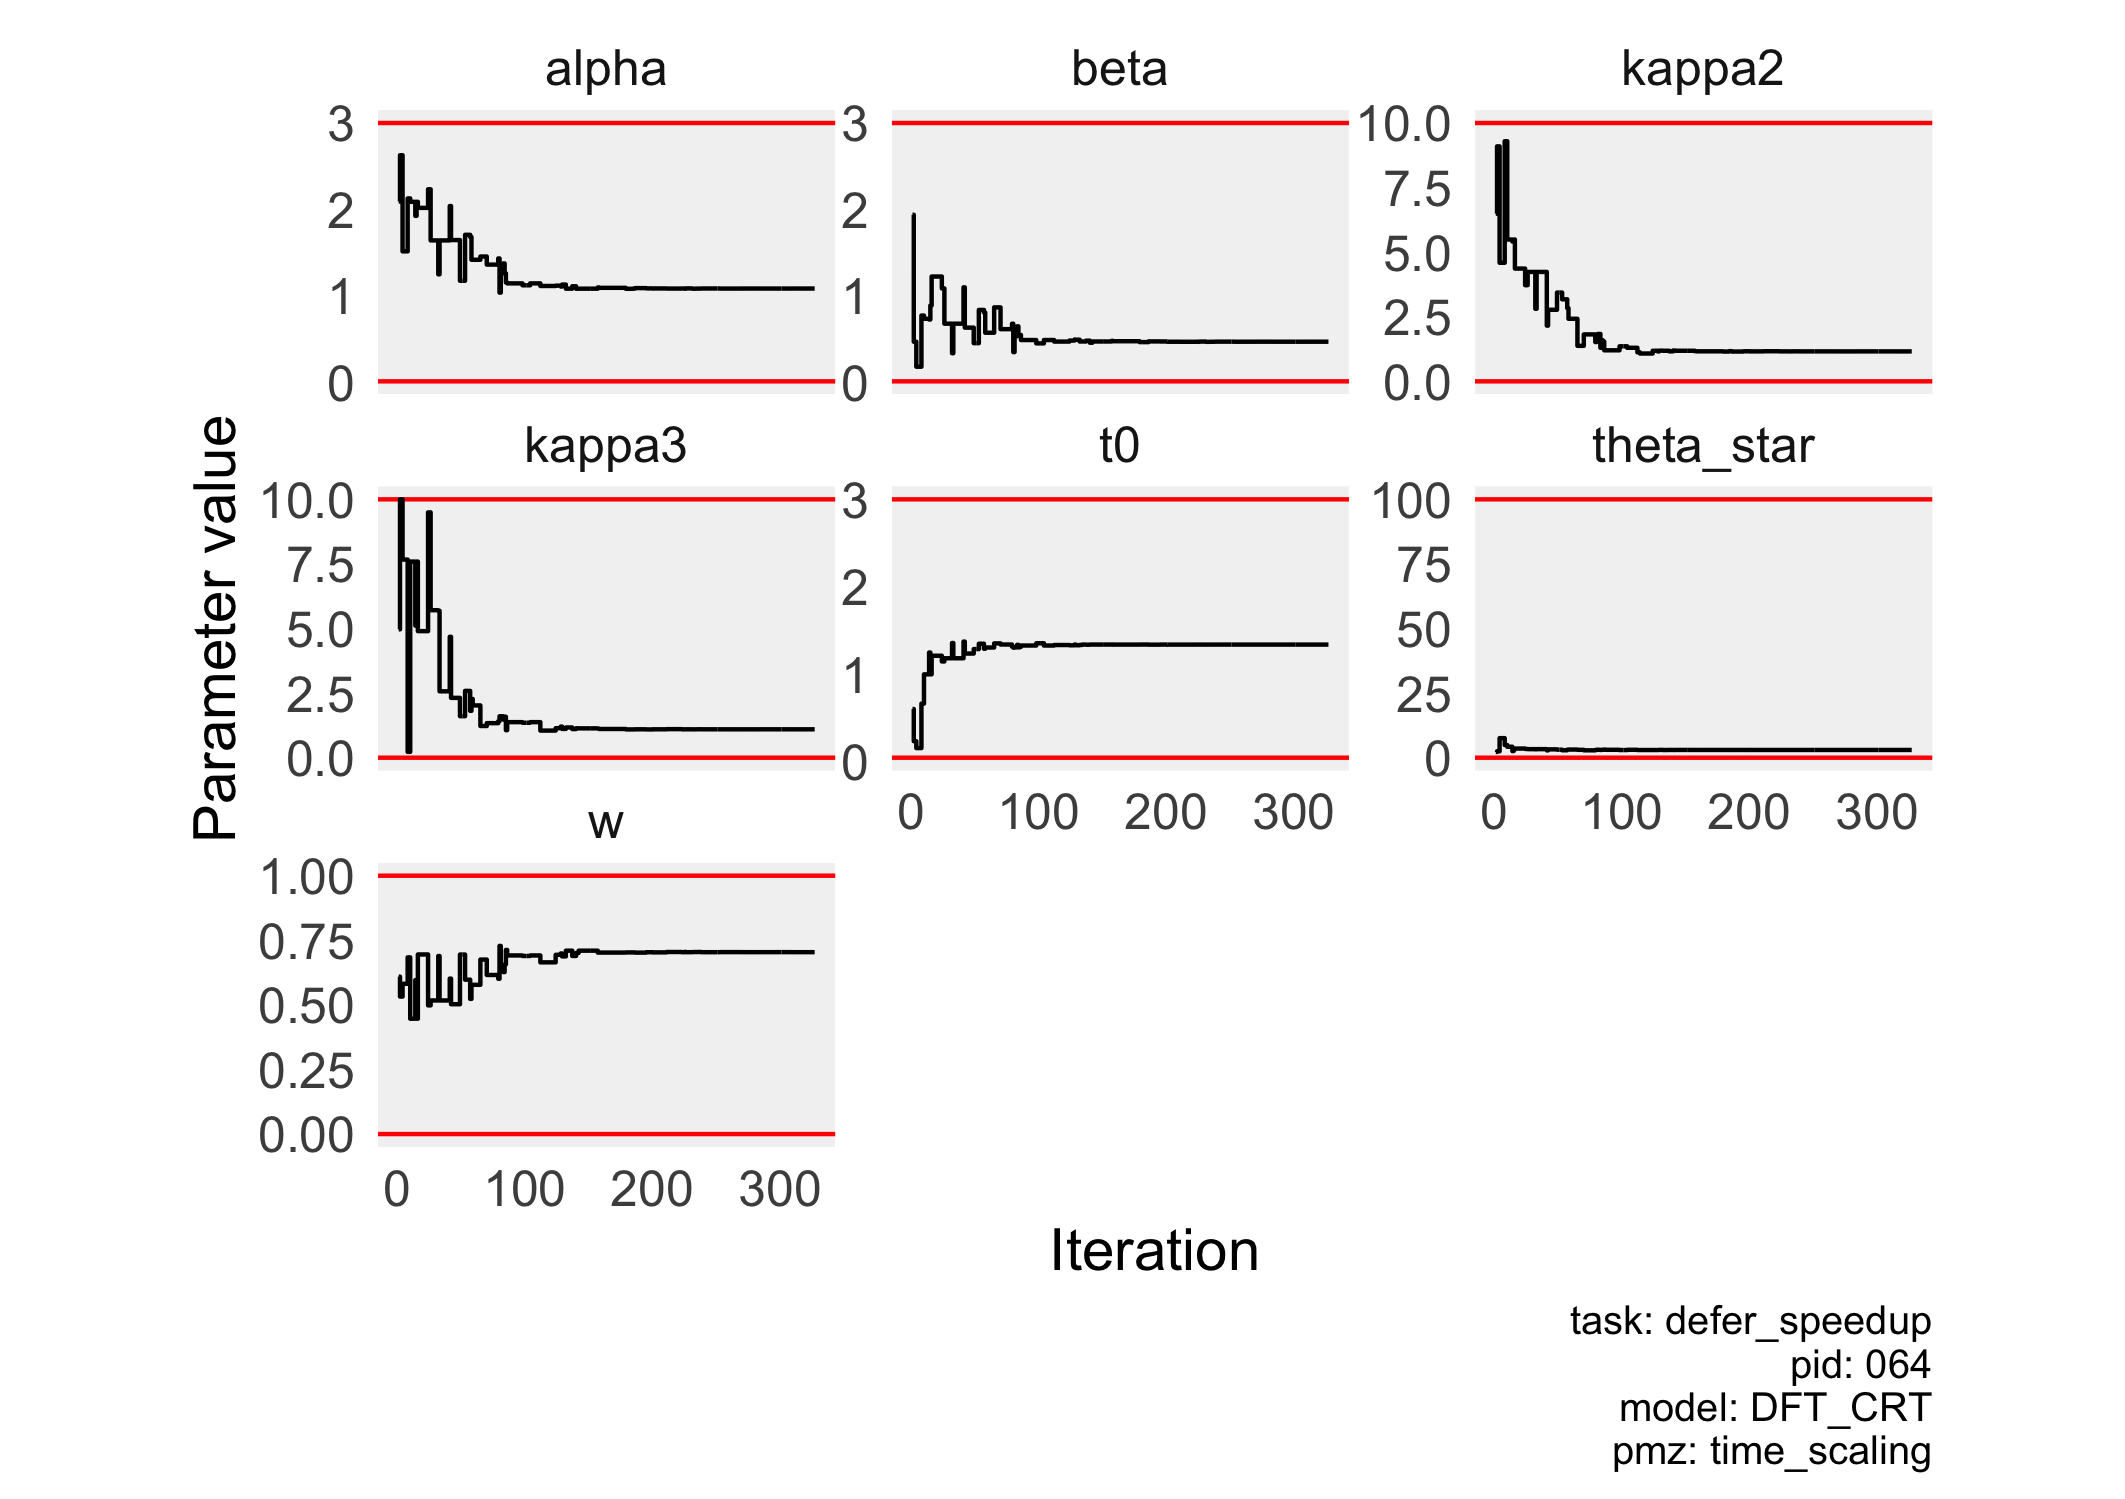 alpha
beta
kappa2
3
2
1
0
3
2
1
0
10.0
7.5
5.0
2.5
0.0
kappa3
t0
theta_star
10.0
7.5
5.0
2.5
0.0
3
2
1
0
100
75
50
25
0
0 100 200 300
0 100 200 300
w
1.00
0.75
0.50
0.25
0.00
0 100 200 300
Parameter value
Iteration
task: defer_speedup
pid: 064
model: DFT_CRT
pmz: time_scaling